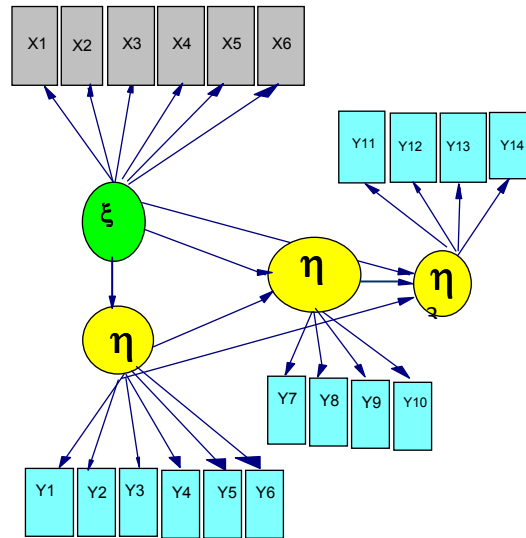 X1 X2 X3 X4 X5 X6
Y11 Y12 Y13 Y14
ξ
η
η
η
Y7 Y8 Y9 Y10
Y1 Y2 Y3 Y4 Y5 Y6